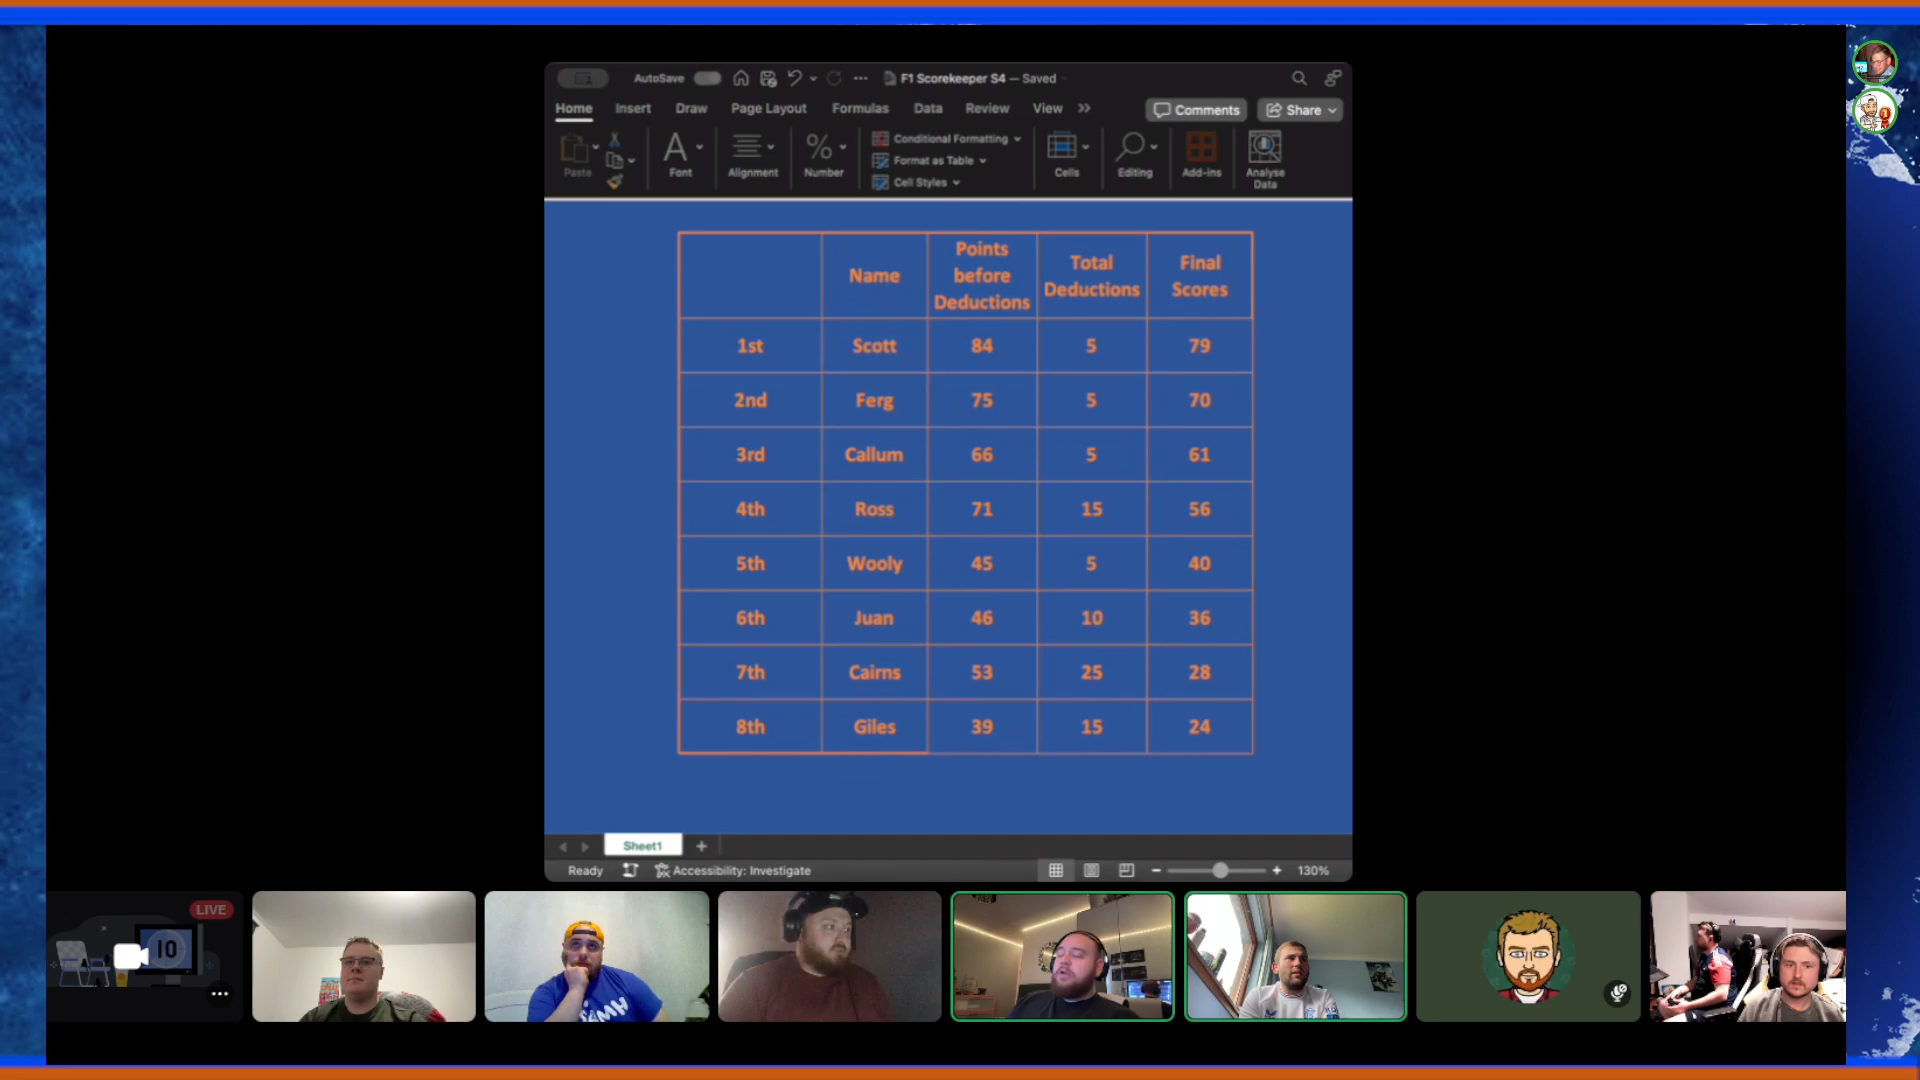 AutoSave F1 Scorekeeper S4 — Saved
Home Insert Draw Page Layout Formulas Data Review View Comments Share
Paste Font Alignment Number Conditional Formatting Format as Table Cell Styles Cells Editing Add-ins Analyse Data
Name Points before Deductions Total Deductions Final Scores
1st Scott 84 5 79
2nd Ferg 75 5 70
3rd Callum 66 5 61
4th Ross 71 15 56
5th Wooly 45 5 40
6th Juan 46 10 36
7th Cairns 53 25 28
8th Giles 39 15 24
Sheet1
Ready Accessibility: Investigate 130%
LIVE
10